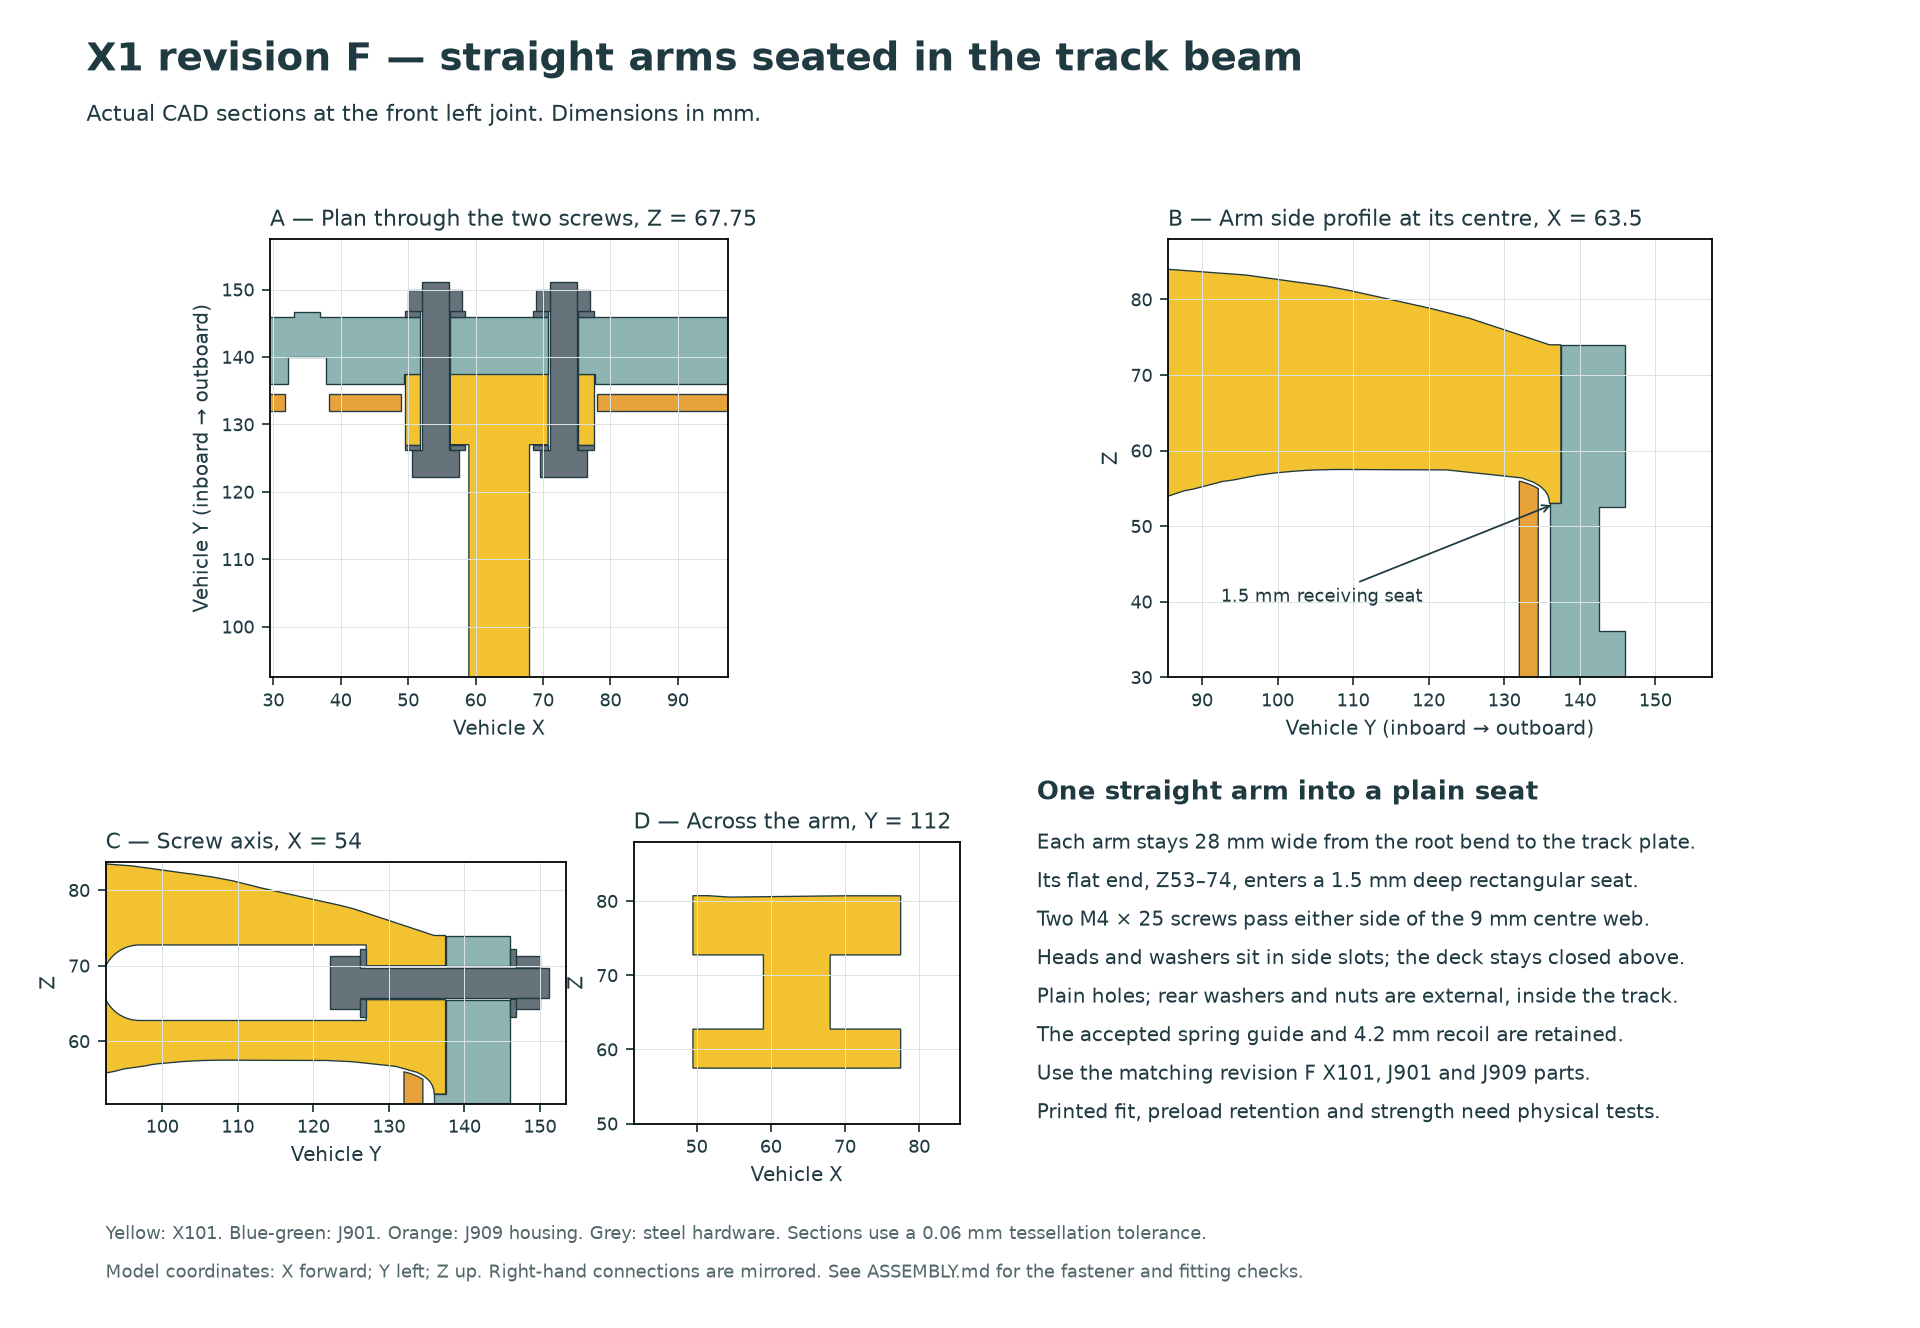 X1 revision F — straight arms seated in the track beam
Actual CAD sections at the front left joint. Dimensions in mm.
A — Plan through the two screws, Z = 67.75
Vehicle Y (inboard → outboard)
150
140
130
120
110
100
30 40 50 60 70 80 90
Vehicle X
B — Arm side profile at its centre, X = 63.5
Z
80
70
60
50
40
30
1.5 mm receiving seat
90 100 110 120 130 140 150
Vehicle Y (inboard → outboard)
C — Screw axis, X = 54
Z
80
70
60
100 110 120 130 140 150
Vehicle Y
D — Across the arm, Y = 112
Z
80
70
60
50
50 60 70 80
Vehicle X
One straight arm into a plain seat
Each arm stays 28 mm wide from the root bend to the track plate.
Its flat end, Z53–74, enters a 1.5 mm deep rectangular seat.
Two M4 × 25 screws pass either side of the 9 mm centre web.
Heads and washers sit in side slots; the deck stays closed above.
Plain holes; rear washers and nuts are external, inside the track.
The accepted spring guide and 4.2 mm recoil are retained.
Use the matching revision F X101, J901 and J909 parts.
Printed fit, preload retention and strength need physical tests.
Yellow: X101. Blue-green: J901. Orange: J909 housing. Grey: steel hardware. Sections use a 0.06 mm tessellation tolerance.
Model coordinates: X forward; Y left; Z up. Right-hand connections are mirrored. See ASSEMBLY.md for the fastener and fitting checks.